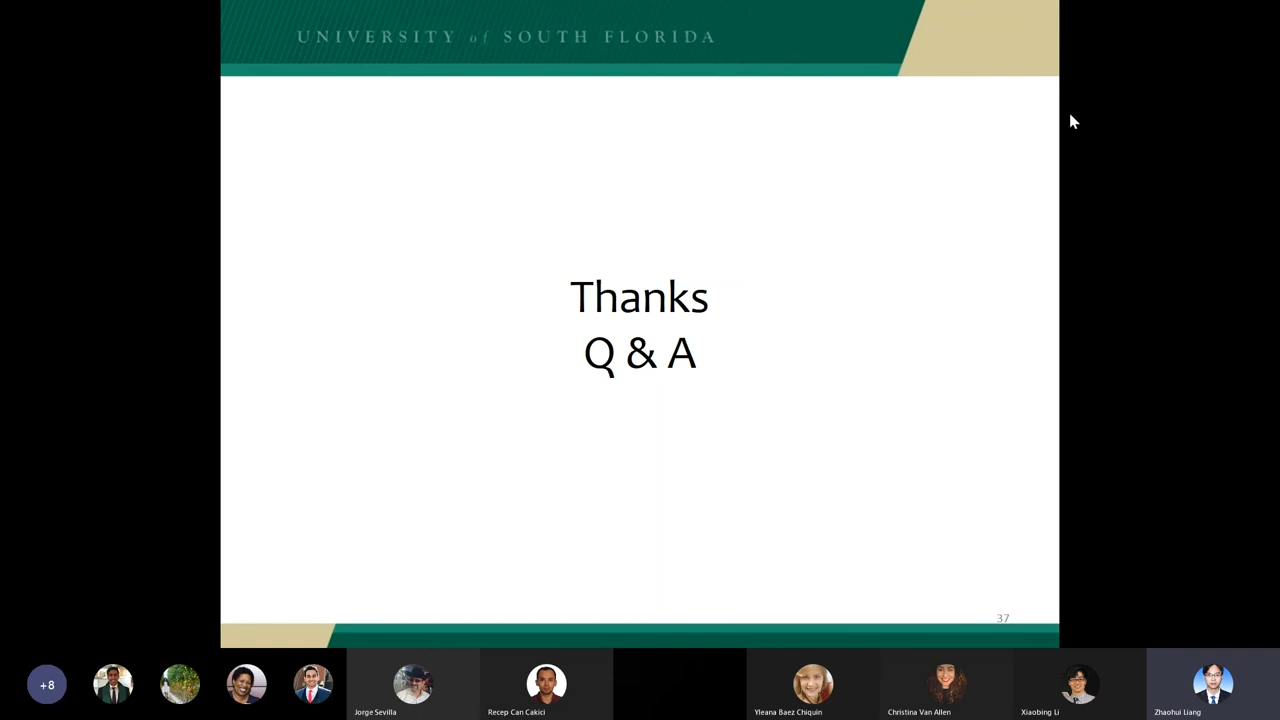 UNIVERSITY of SOUTH FLORIDA
Thanks
Q & A
37
+8
Jorge Sevilla
Recep Can Cakici
Yleana Baez Chiquin
Christina Van Allen
Xiaobing Li
Zhaohui Liang